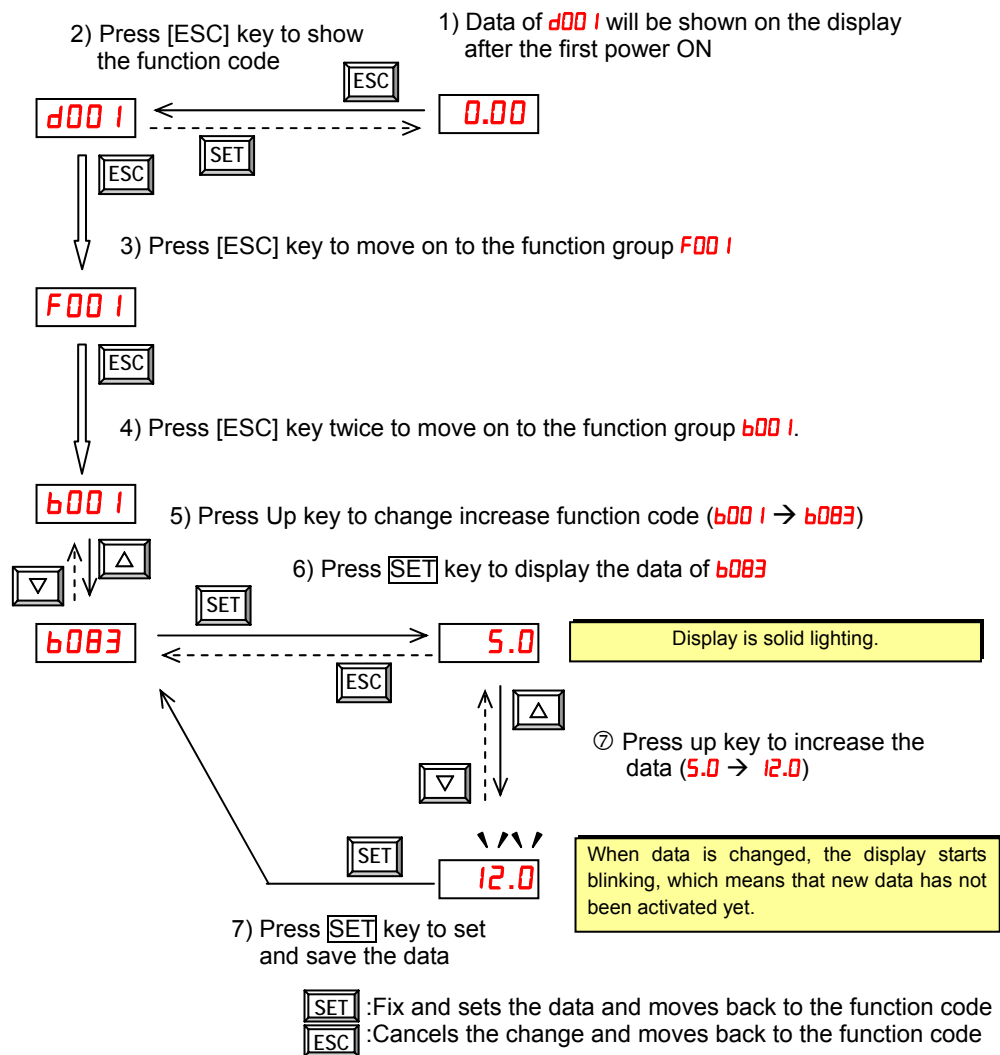 1) Data of d001 will be shown on the display
after the first power ON
2) Press [ESC] key to show
the function code
ESC
d001
0.00
SET
ESC
3) Press [ESC] key to move on to the function group F001
F001
ESC
4) Press [ESC] key twice to move on to the function group b001.
b001
5) Press Up key to change increase function code (b001 → b083)
6) Press SET key to display the data of b083
SET
b083
5.0
Display is solid lighting.
ESC
⑦ Press up key to increase the
data (5.0 → 12.0)
SET
12.0
When data is changed, the display starts
blinking, which means that new data has not
been activated yet.
7) Press SET key to set
and save the data
SET :Fix and sets the data and moves back to the function code
ESC :Cancels the change and moves back to the function code